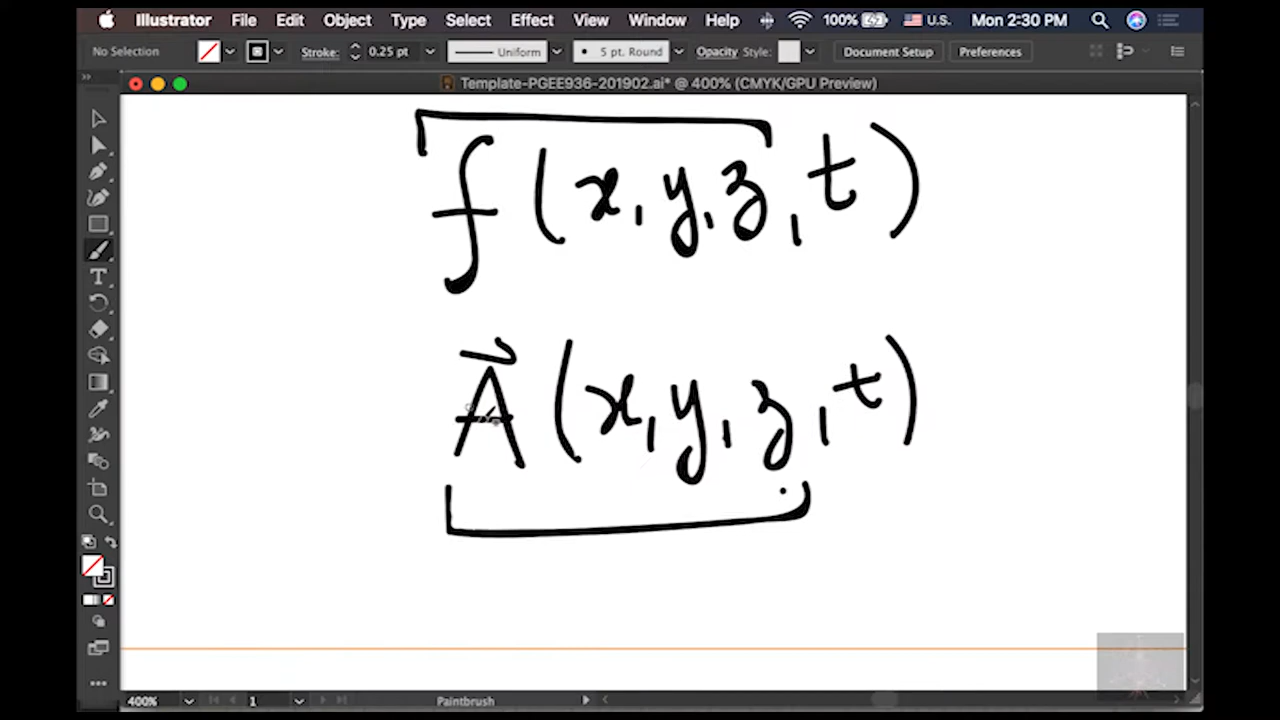 Illustrator File Edit Object Type Select Effect View Window Help 100% U.S. Mon 2:30 PM
No Selection Stroke: 0.25 pt Uniform 5 pt. Round Opacity Style: Document Setup Preferences
Template-PGEE936-201902.ai* @ 400% (CMYK/GPU Preview)
f (x, y, z, t)
A⃗ (x, y, z, t)
400% 1 Paintbrush